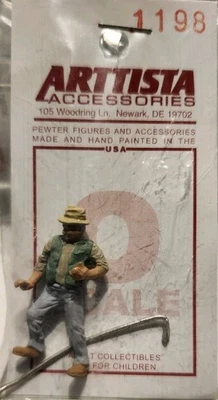 1198
ARTTISTA
ACCESSORIES
105 Woodring Ln. Newark, DE 19702
PEWTER FIGURES AND ACCESSORIES
MADE AND HAND PAINTED IN THE
USA
O
COLLECTIBLES
FOR CHILDREN